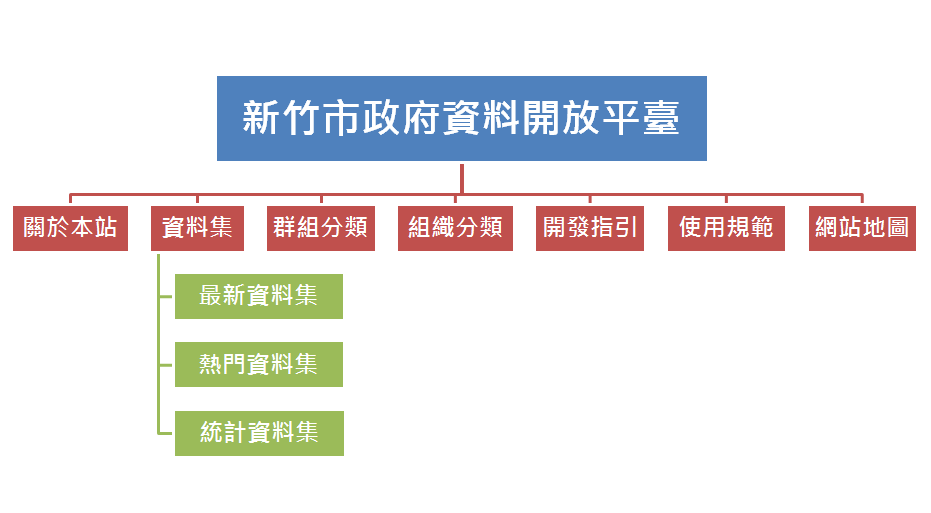 新竹市政府資料開放平臺
關於本站
資料集
群組分類
組織分類
開發指引
使用規範
網站地圖
最新資料集
熱門資料集
統計資料集